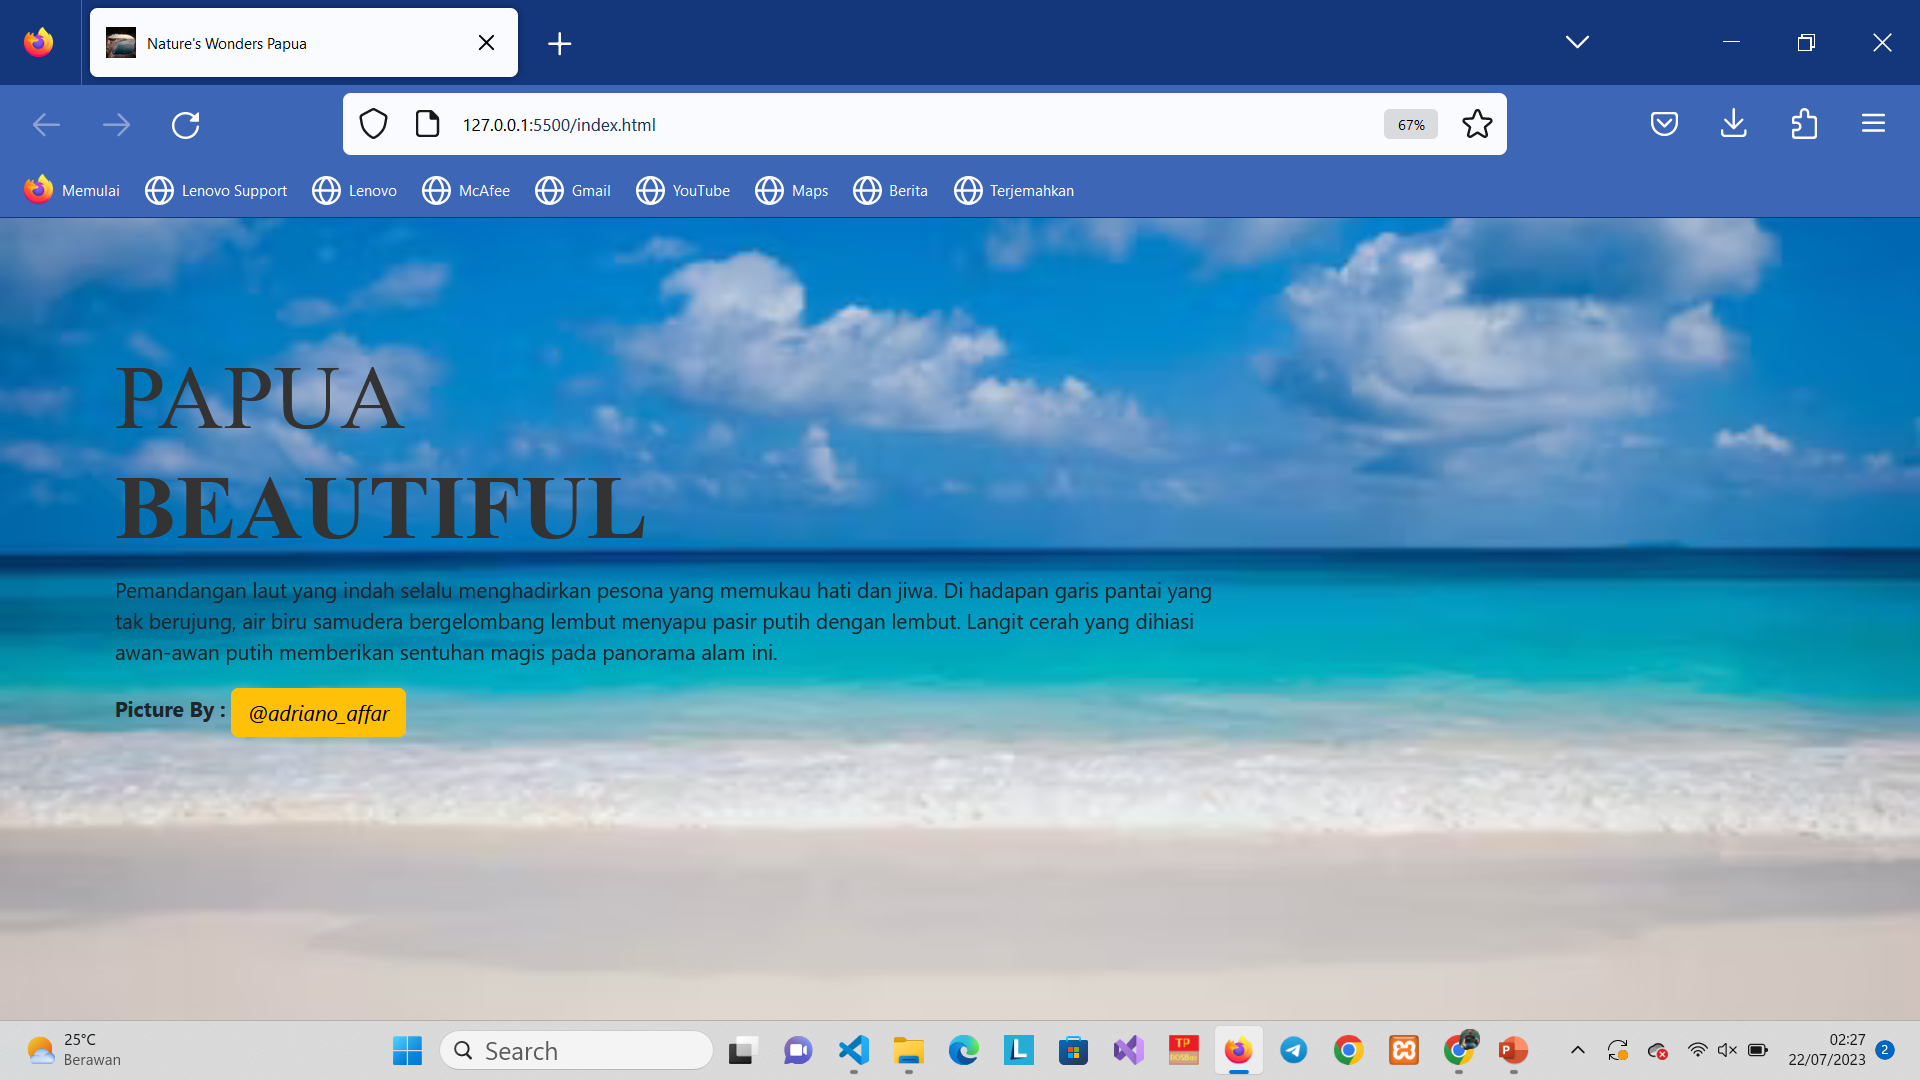 Nature's Wonders Papua
127.0.0.1:5500/index.html
67%
Memulai
Lenovo Support
Lenovo
McAfee
Gmail
YouTube
Maps
Berita
Terjemahkan
PAPUA
BEAUTIFUL
Pemandangan laut yang indah selalu menghadirkan pesona yang memukau hati dan jiwa. Di hadapan garis pantai yang
tak berujung, air biru samudera bergelombang lembut menyapu pasir putih dengan lembut. Langit cerah yang dihiasi
awan-awan putih memberikan sentuhan magis pada panorama alam ini.
Picture By : @adriano_affar
25°C
Berawan
Search
L
TP
DOSBox
P
02:27
22/07/2023
2